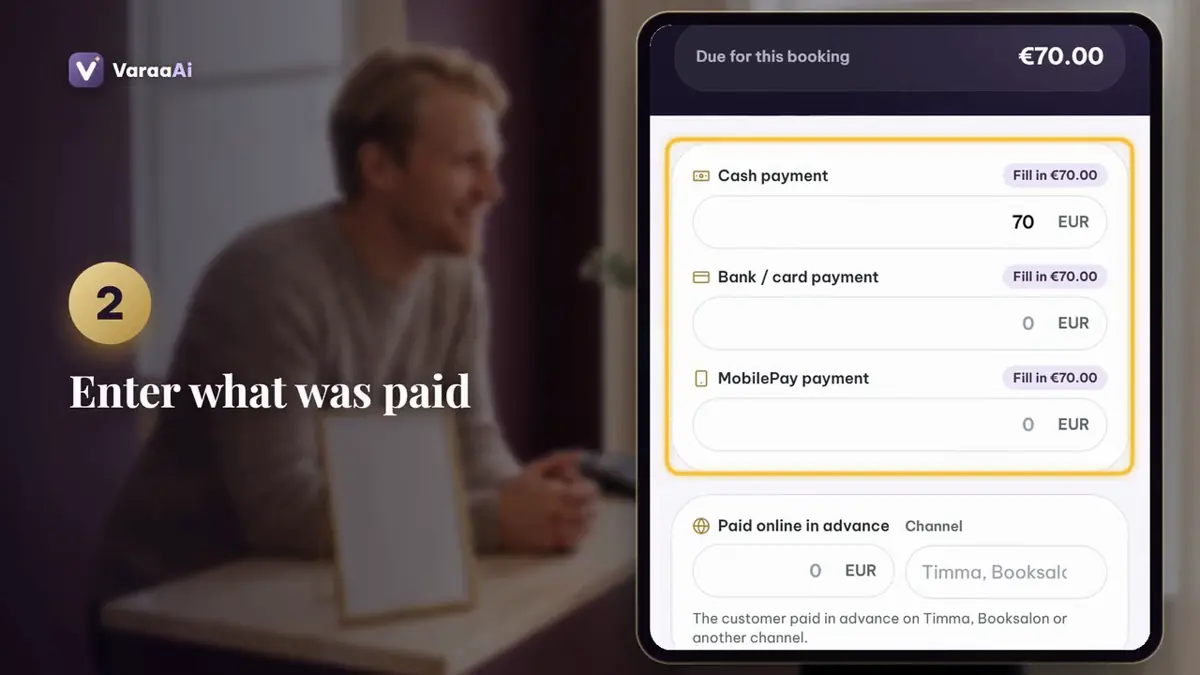 VaraaAi
2
Enter what was paid
Due for this booking €70.00
Cash payment Fill in €70.00
70 EUR
Bank / card payment Fill in €70.00
0 EUR
MobilePay payment Fill in €70.00
0 EUR
Paid online in advance Channel
0 EUR Timma, Booksalo
The customer paid in advance on Timma, Booksalon or
another channel.